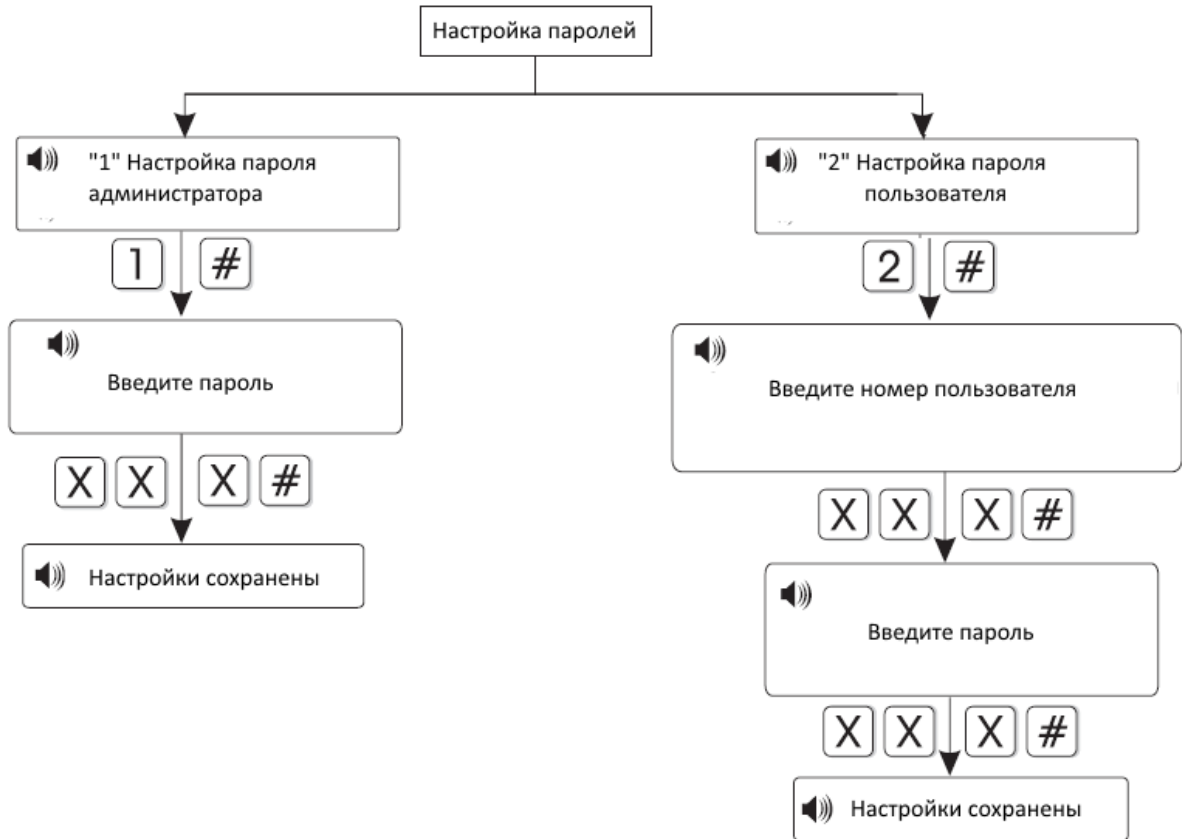 Настройка паролей
"1" Настройка пароля
администратора
1 #
Введите пароль
X X X #
Настройки сохранены
"2" Настройка пароля
пользователя
2 #
Введите номер пользователя
X X X #
Введите пароль
X X X #
Настройки сохранены